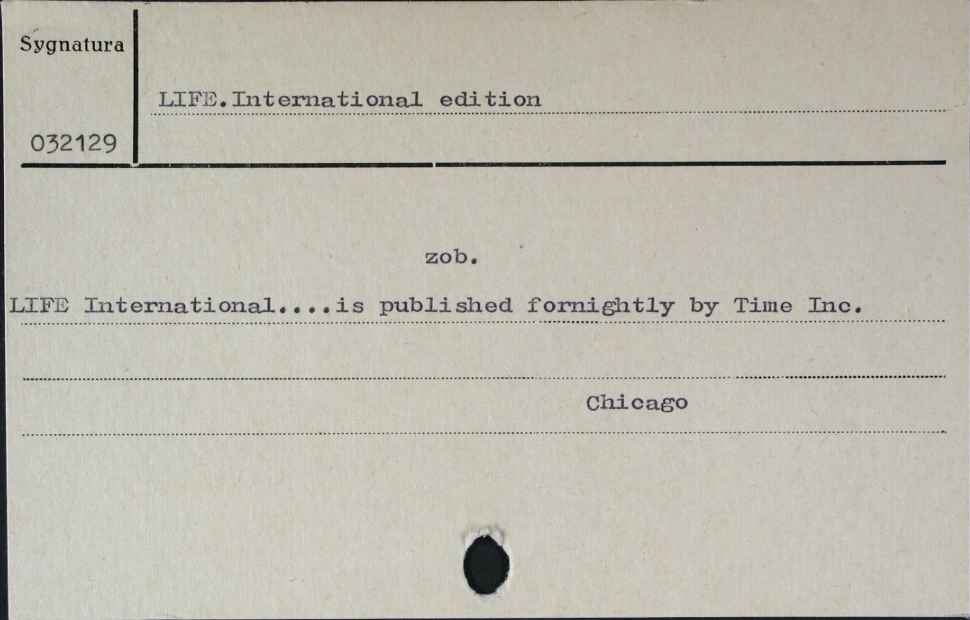 Sygnatura
LIFE.International edition
032129
zob.
LIFE International....is published fornightly by Time Inc.
Chicago